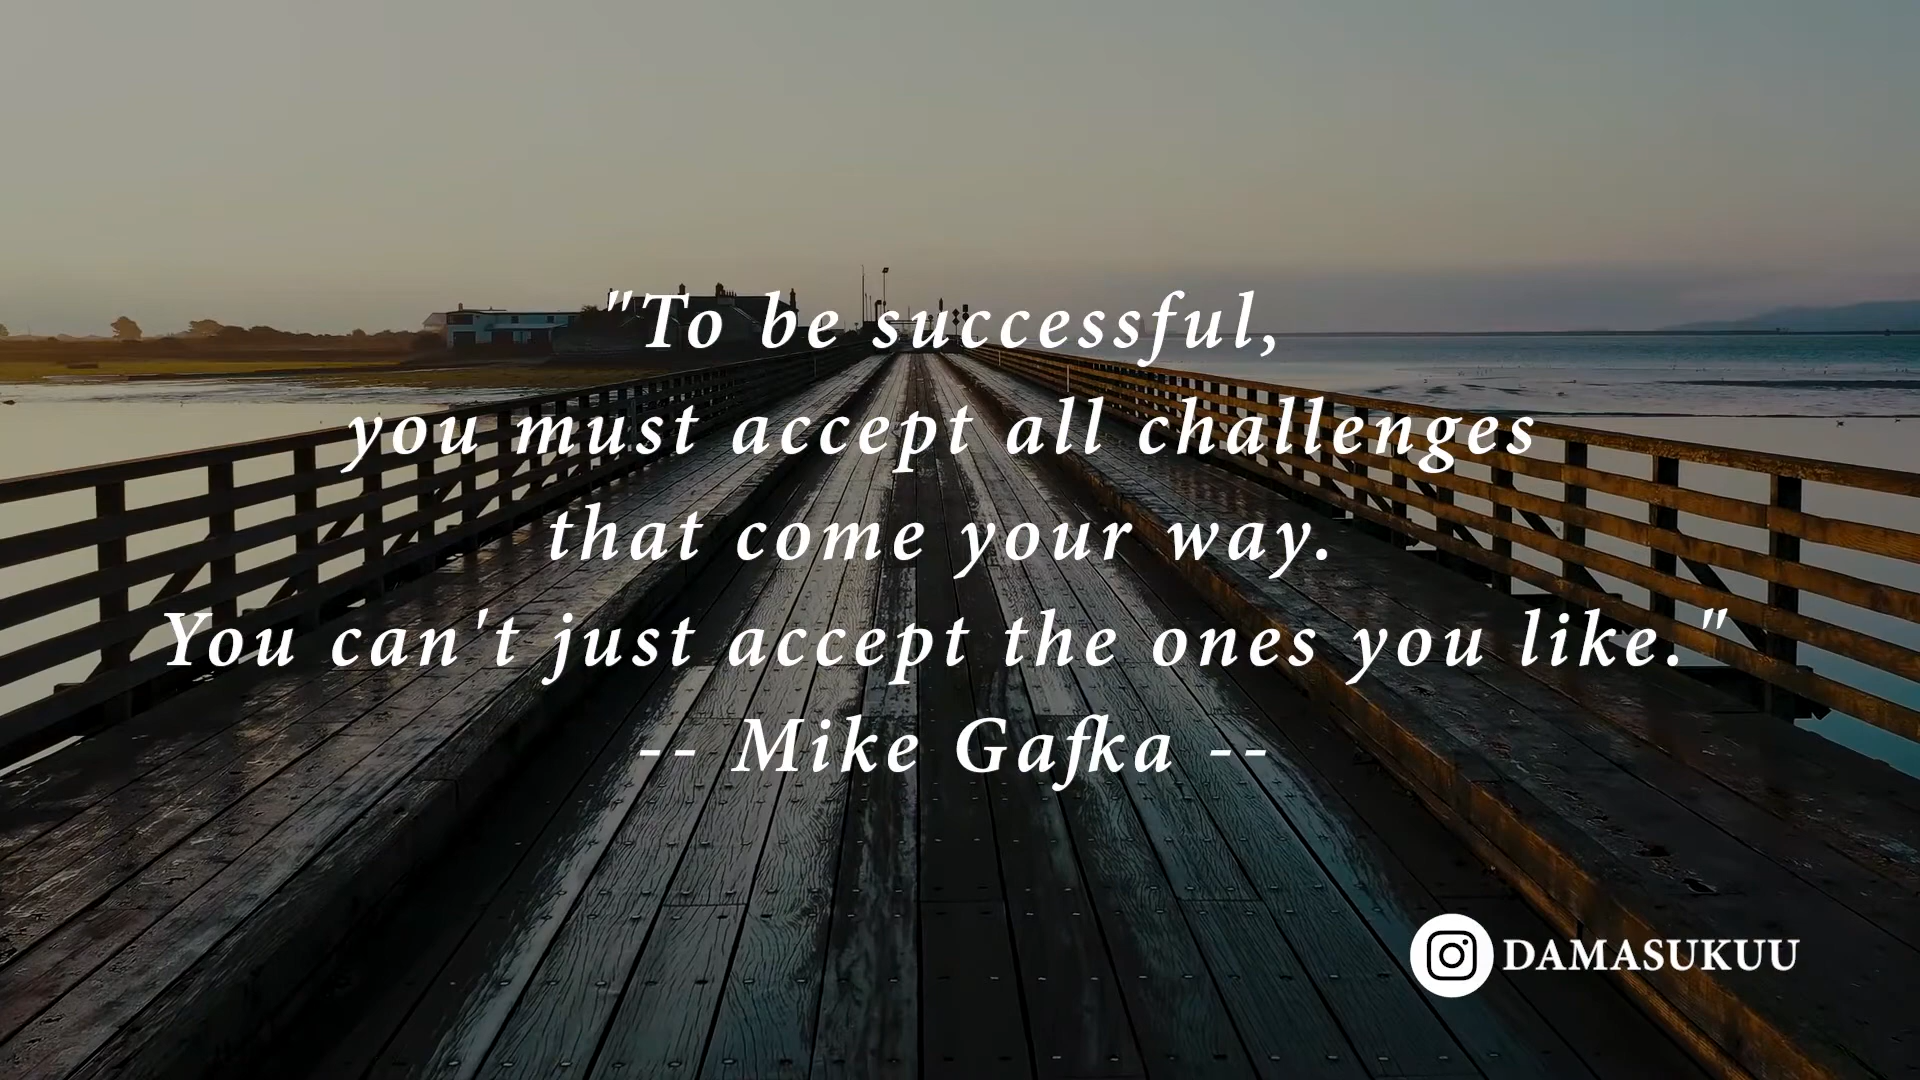 "To be successful,
you must accept all challenges
that come your way.
You can't just accept the ones you like."
-- Mike Gafka --
DAMASUKUU